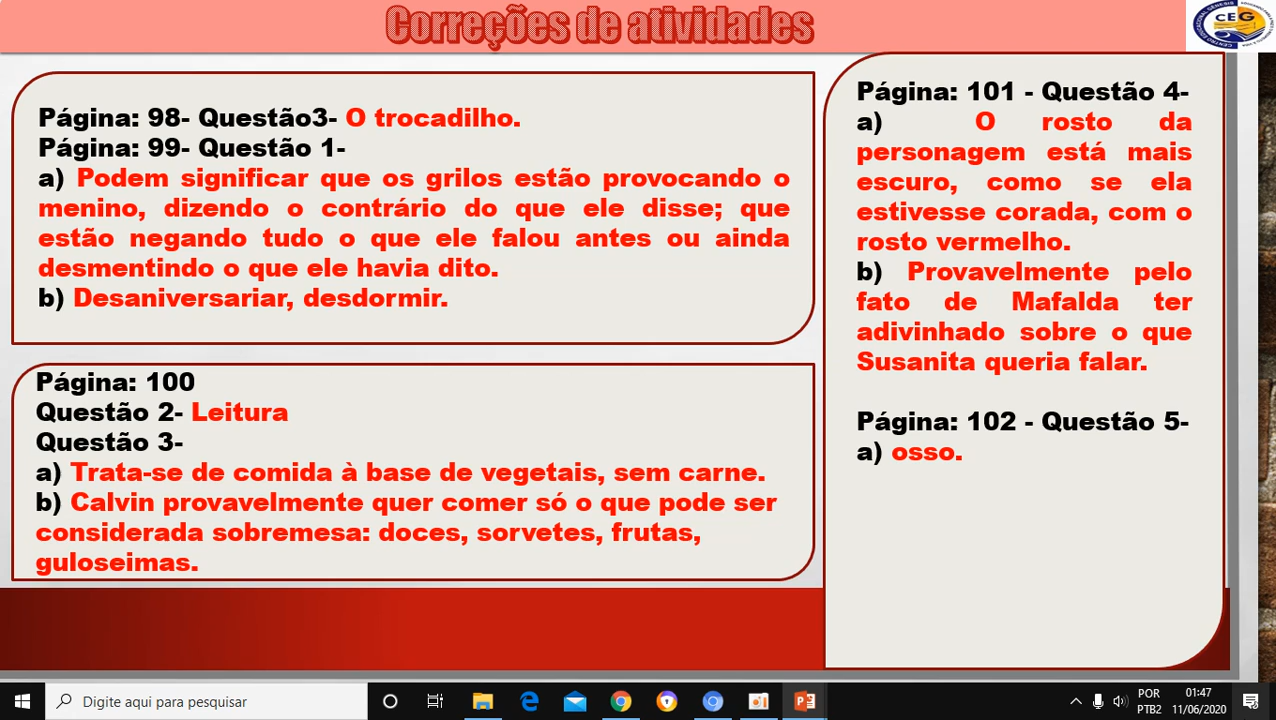 Correções de atividades
CEG
Página: 98- Questão3- O trocadilho.
Página: 99- Questão 1-
a) Podem significar que os grilos estão provocando o
menino, dizendo o contrário do que ele disse; que
estão negando tudo o que ele falou antes ou ainda
desmentindo o que ele havia dito.
b) Desaniversariar, desdormir.
Página: 100
Questão 2- Leitura
Questão 3-
a) Trata-se de comida à base de vegetais, sem carne.
b) Calvin provavelmente quer comer só o que pode ser
considerada sobremesa: doces, sorvetes, frutas,
guloseimas.
Página: 101 - Questão 4-
a) O rosto da
personagem está mais
escuro, como se ela
estivesse corada, com o
rosto vermelho.
b) Provavelmente pelo
fato de Mafalda ter
adivinhado sobre o que
Susanita queria falar.
Página: 102 - Questão 5-
a) osso.
Digite aqui para pesquisar
POR
PTB2
01:47
11/06/2020